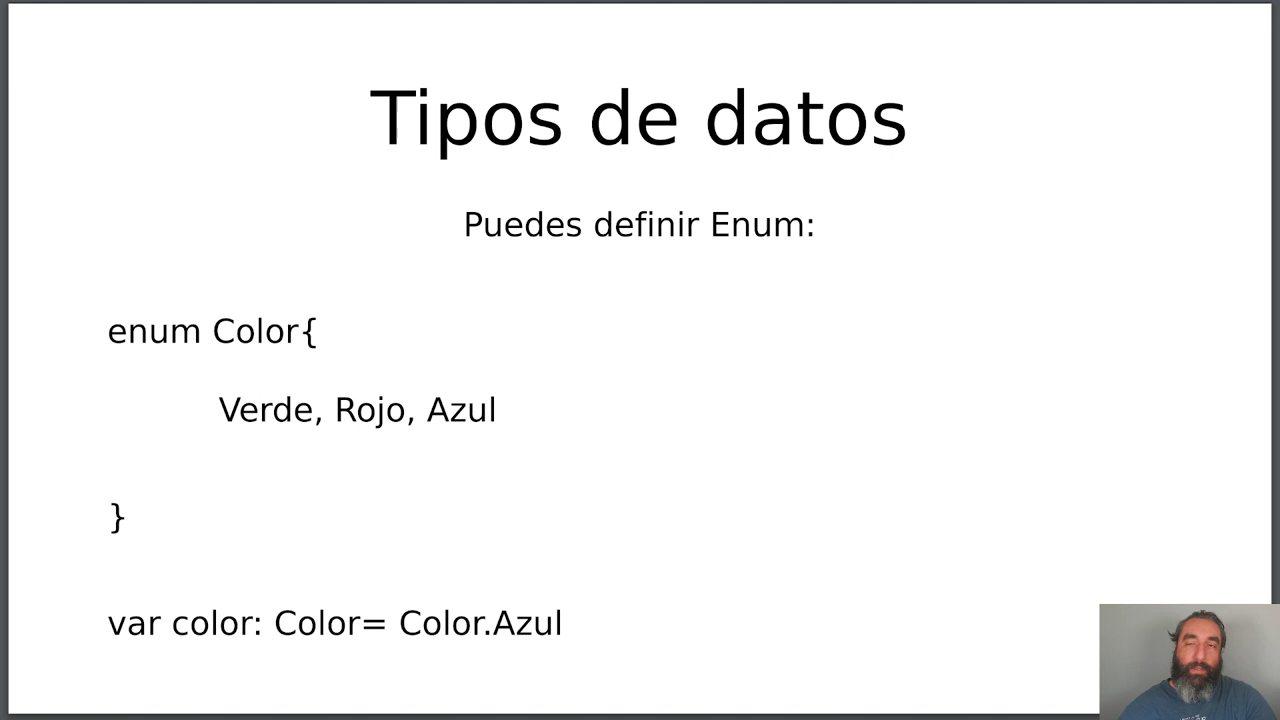 Tipos de datos
Puedes definir Enum:
enum Color{
Verde, Rojo, Azul
}
var color: Color= Color.Azul